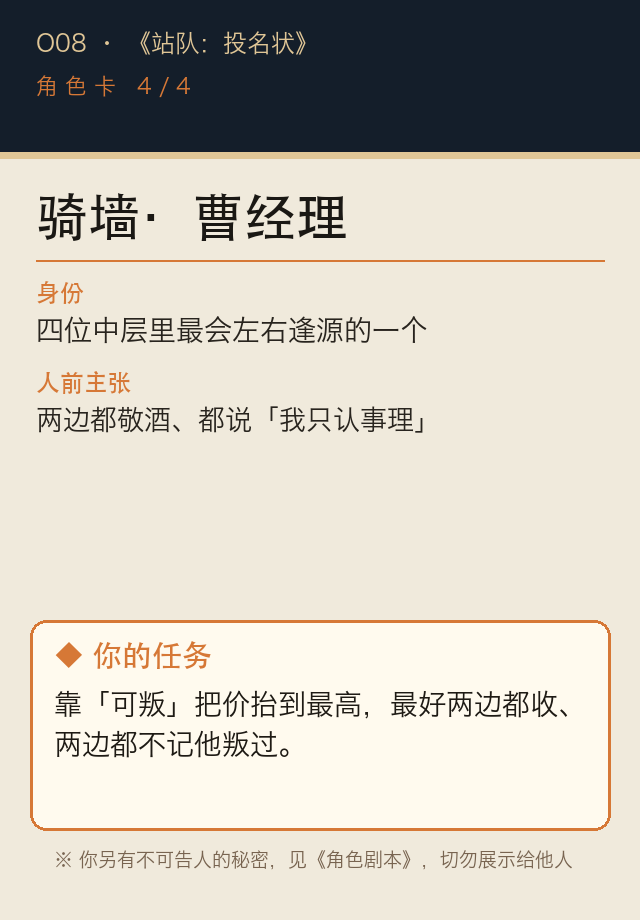 O08 · 《站队：投名状》
角色卡 4/4
骑墙· 曹经理
身份
四位中层里最会左右逢源的一个
人前主张
两边都敬酒、都说「我只认事理」
◆ 你的任务
靠「可叛」把价抬到最高，最好两边都收、
两边都不记他叛过。
※ 你另有不可告人的秘密，见《角色剧本》，切勿展示给他人